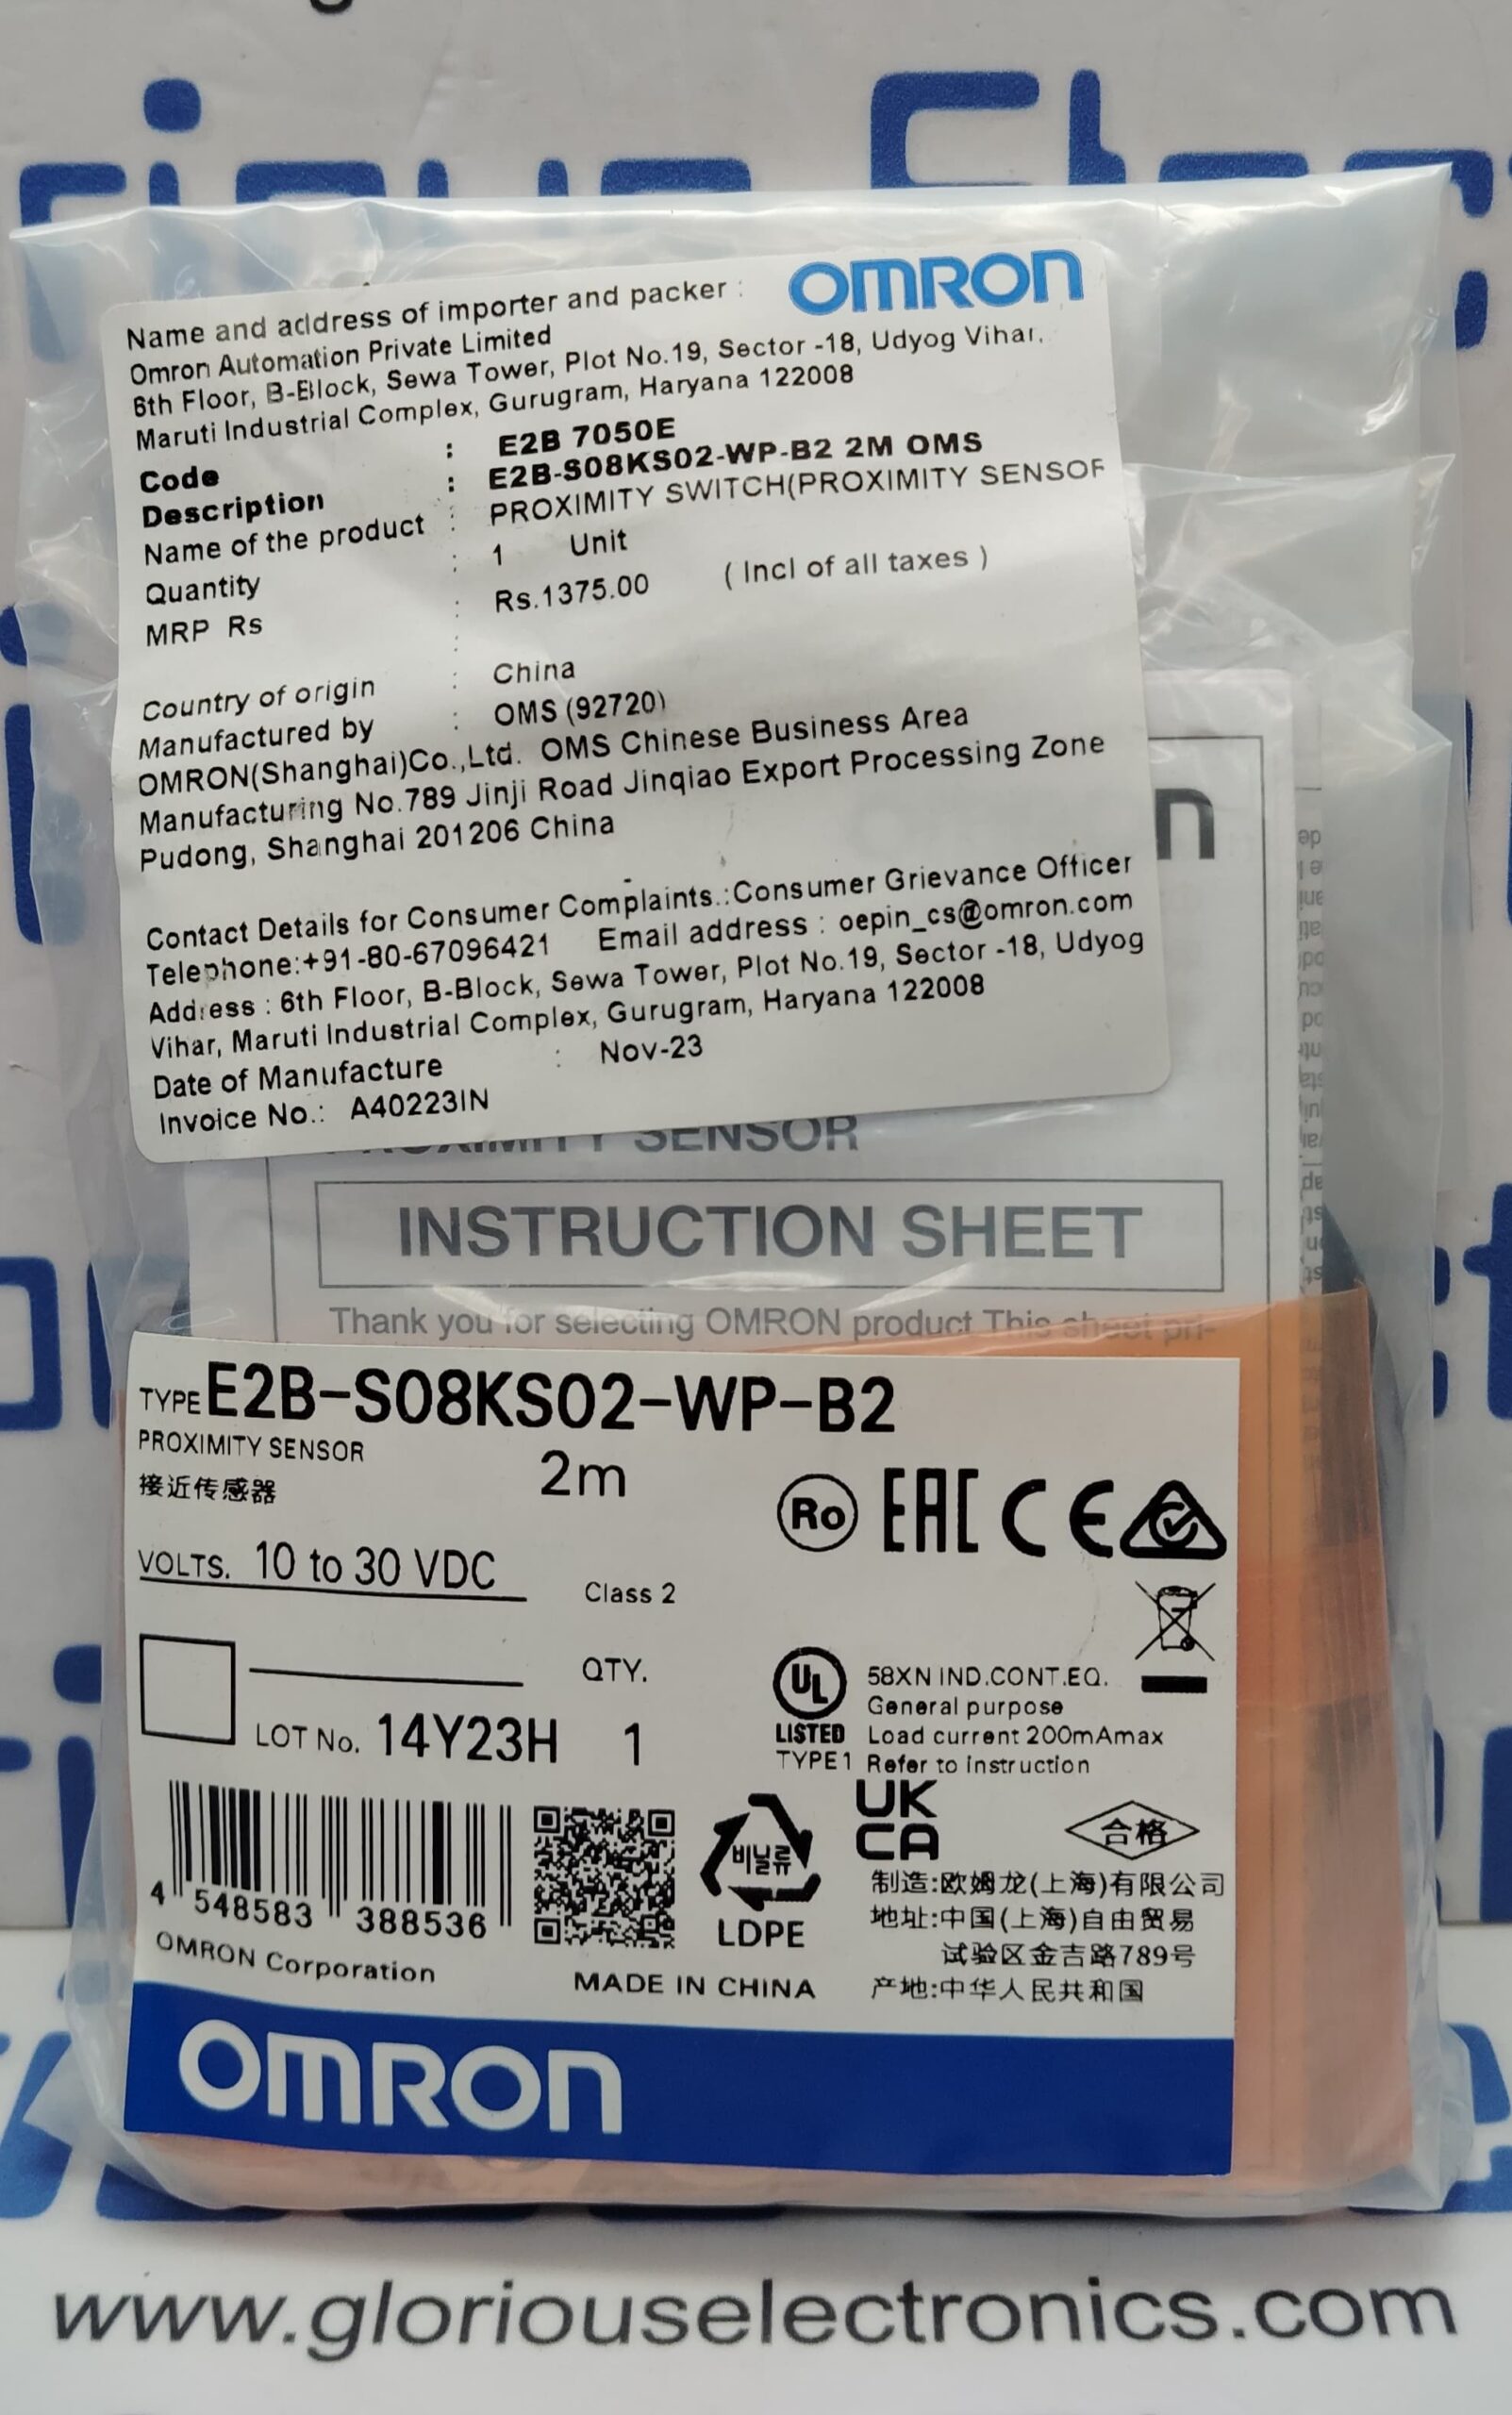 OMRON
Name and address of importer and packer :
Omron Automation Private Limited
6th Floor, B-Block, Sewa Tower, Plot No.19, Sector -18, Udyog Vihar,
Maruti Industrial Complex, Gurugram, Haryana 122008
Code : E2B 7050E
Description : E2B-S08KS02-WP-B2 2M OMS
Name of the product : PROXIMITY SWITCH(PROXIMITY SENSOR
Quantity : 1 Unit
MRP Rs : Rs.1375.00 ( Incl of all taxes )
Country of origin : China
Manufactured by : OMS (92720)
OMRON(Shanghai)Co.,Ltd. OMS Chinese Business Area
Manufacturing No.789 Jinji Road Jinqiao Export Processing Zone
Pudong, Shanghai 201206 China
Contact Details for Consumer Complaints.:Consumer Grievance Officer
Telephone:+91-80-67096421 Email address : oepin_cs@omron.com
Address : 6th Floor, B-Block, Sewa Tower, Plot No.19, Sector -18, Udyog
Vihar, Maruti Industrial Complex, Gurugram, Haryana 122008
Date of Manufacture : Nov-23
Invoice No.: A40223IN
PROXIMITY SENSOR
INSTRUCTION SHEET
Thank you for selecting OMRON product This sheet pri-
TYPE E2B-S08KS02-WP-B2
PROXIMITY SENSOR
2m
接近传感器
VOLTS. 10 to 30 VDC
Class 2
Ro EAC CE
QTY.
LOT No. 14Y23H 1
UL LISTED TYPE1
58XN IND.CONT.EQ.
General purpose
Load current 200mAmax
Refer to instruction
4 548583 388536
OMRON Corporation
비닐류
LDPE
MADE IN CHINA
UK
CA
合格
制造:欧姆龙(上海)有限公司
地址:中国(上海)自由贸易
试验区金吉路789号
产地:中华人民共和国
OMRON
www.gloriouselectronics.com